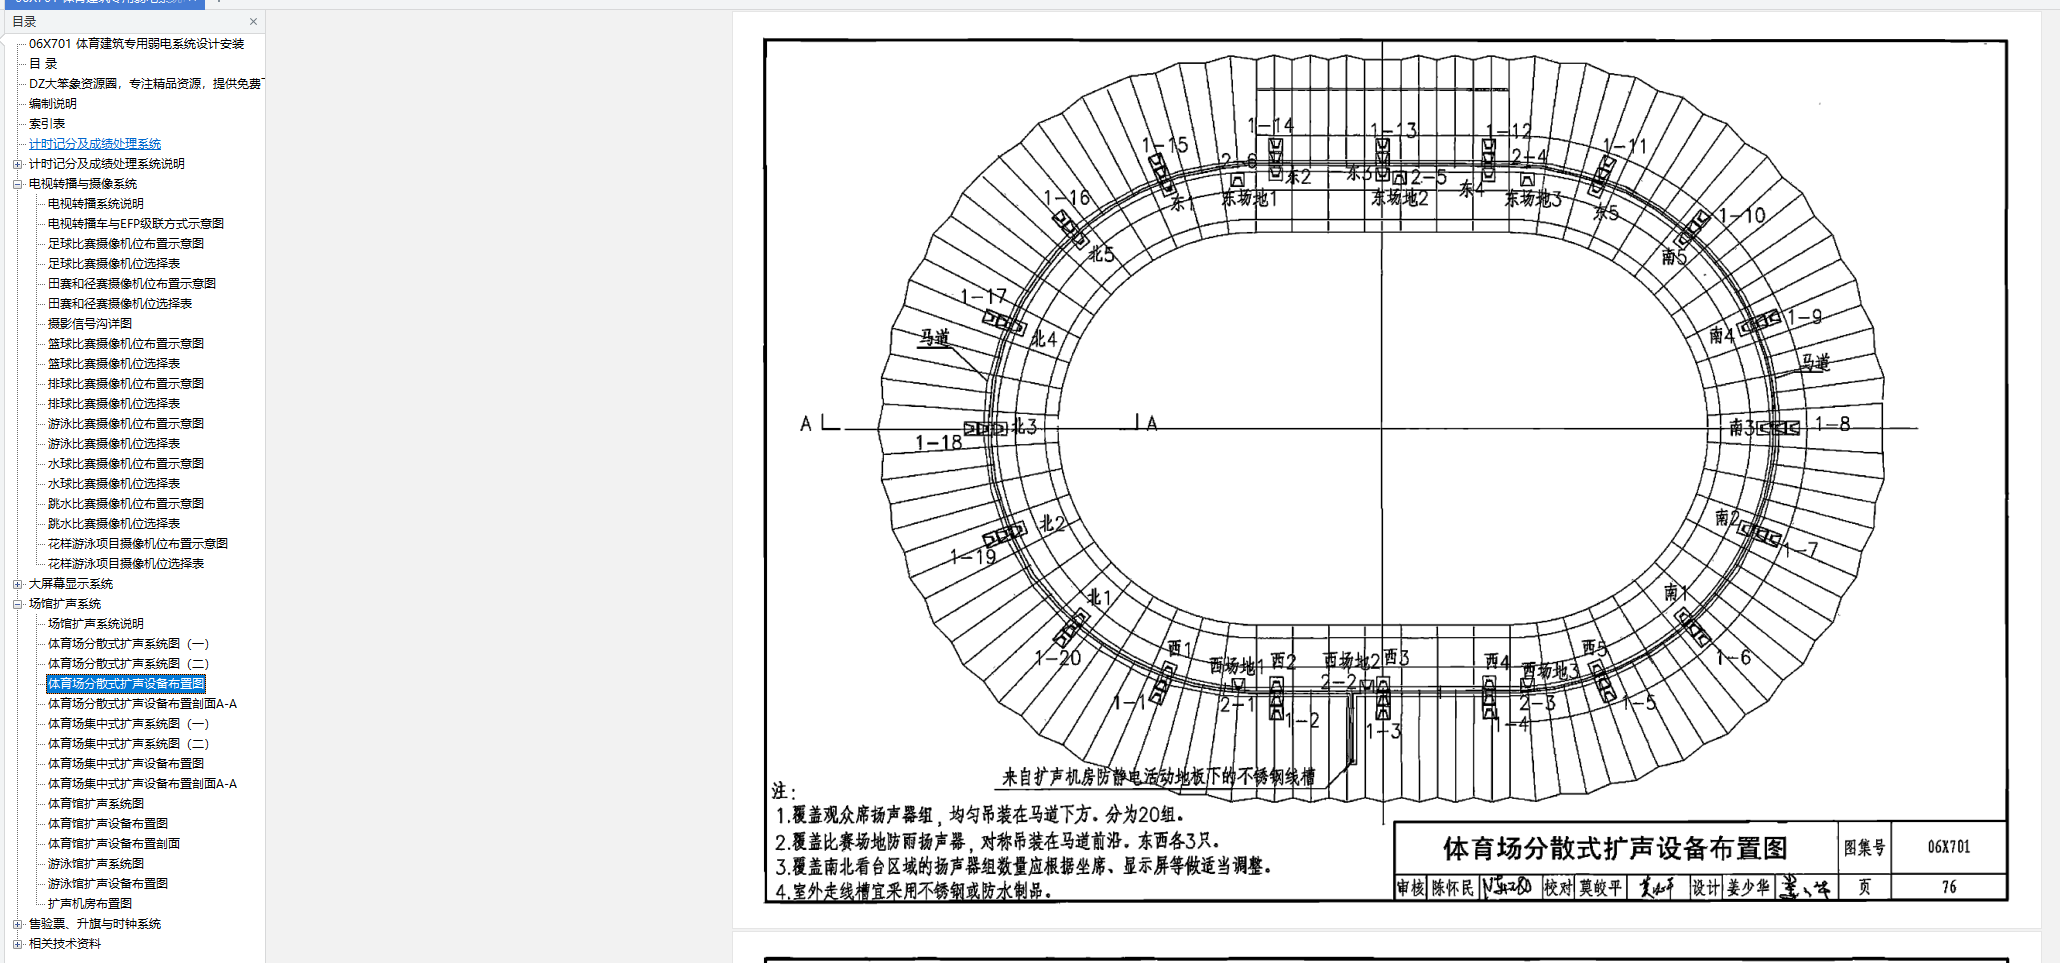 目录
06X701 体育建筑专用弱电系统设计安装
目 录
DZ大笨象资源圈，专注精品资源，提供免费
编制说明
索引表
计时记分及成绩处理系统
计时记分及成绩处理系统说明
电视转播与摄像系统
电视转播系统说明
电视转播车与EFP级联方式示意图
足球比赛摄像机位布置示意图
足球比赛摄像机位选择表
田赛和径赛摄像机位布置示意图
田赛和径赛摄像机位选择表
摄影信号沟详图
篮球比赛摄像机位布置示意图
篮球比赛摄像机位选择表
排球比赛摄像机位布置示意图
排球比赛摄像机位选择表
游泳比赛摄像机位布置示意图
游泳比赛摄像机位选择表
水球比赛摄像机位布置示意图
水球比赛摄像机位选择表
跳水比赛摄像机位布置示意图
跳水比赛摄像机位选择表
花样游泳项目摄像机位布置示意图
花样游泳项目摄像机位选择表
大屏幕显示系统
场馆扩声系统
场馆扩声系统说明
体育场分散式扩声系统图（一）
体育场分散式扩声系统图（二）
体育场分散式扩声设备布置图
体育场分散式扩声设备布置剖面A-A
体育场集中式扩声系统图（一）
体育场集中式扩声系统图（二）
体育场集中式扩声设备布置图
体育场集中式扩声设备布置剖面A-A
体育馆扩声系统图
体育馆扩声设备布置图
体育馆扩声设备布置剖面
游泳馆扩声系统图
游泳馆扩声设备布置图
扩声机房布置图
售验票、升旗与时钟系统
相关技术资料
1-14
1-13
1-12
1-15
1-11
2-6
2-4
东2
东3
2-5
东4
1-16
东1
东场地1
东场地2
东场地3
东5
1-10
北5
南5
1-17
1-9
马道
北4
南4
马道
A
A
北3
南3
1-8
1-18
北2
南2
1-19
1-7
北1
南1
1-20
西1
西场地1
西2
西场地2
西3
西4
西场地3
西5
1-6
2-2
1-1
2-1
2-3
1-5
1-2
1-3
1-4
来自扩声机房防静电活动地板下的不锈钢线槽
注：
1.覆盖观众席扬声器组，均匀吊装在马道下方。分为20组。
2.覆盖比赛场地防雨扬声器，对称吊装在马道前沿。东西各3只。
3.覆盖南北看台区域的扬声器组数量应根据坐席、显示屏等做适当调整。
4.室外走线槽宜采用不锈钢或防水制品。
体育场分散式扩声设备布置图
图集号
06X701
审核 陈怀民
校对 莫皎平
设计 姜少华
页
76